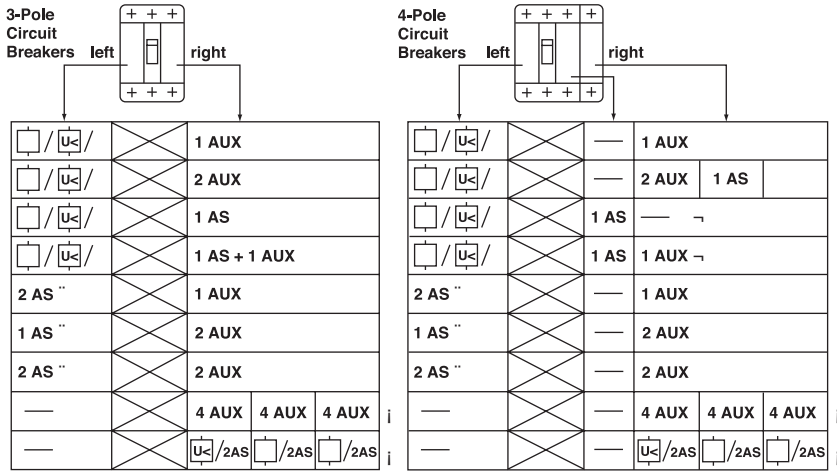 3-Pole
Circuit
Breakers left right
1 AUX
U<
2 AUX
U<
1 AS
U<
1 AS + 1 AUX
U<
2 AS ¨ 1 AUX
1 AS ¨ 2 AUX
2 AS ¨ 2 AUX
— 4 AUX 4 AUX 4 AUX ¡
— U< /2AS /2AS /2AS ¡
4-Pole
Circuit
Breakers left right
U< / — 1 AUX
U< / — 2 AUX 1 AS
U< / 1 AS — ¬
U< / 1 AS 1 AUX ¬
2 AS ¨ — 1 AUX
1 AS ¨ — 2 AUX
2 AS ¨ — 2 AUX
— — 4 AUX 4 AUX 4 AUX ¡
— — U< /2AS /2AS /2AS ¡